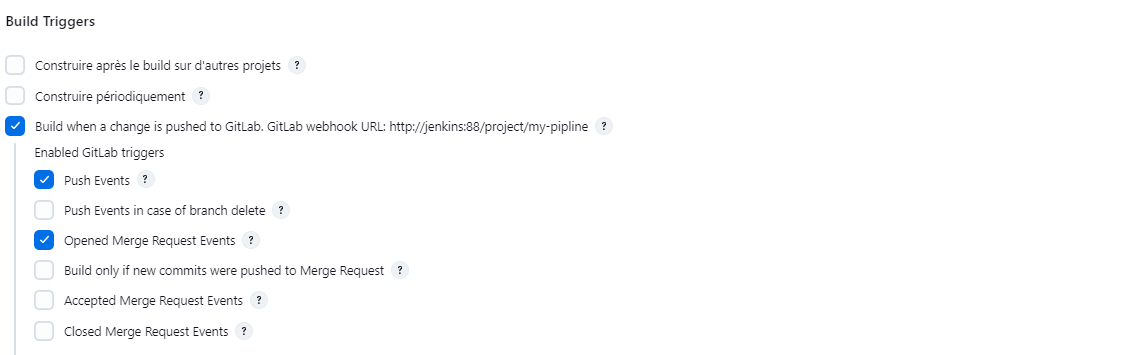 Build Triggers
Construire après le build sur d'autres projets ?
Construire périodiquement ?
Build when a change is pushed to GitLab. GitLab webhook URL: http://jenkins:88/project/my-pipline ?
Enabled GitLab triggers
Push Events ?
Push Events in case of branch delete ?
Opened Merge Request Events ?
Build only if new commits were pushed to Merge Request ?
Accepted Merge Request Events ?
Closed Merge Request Events ?